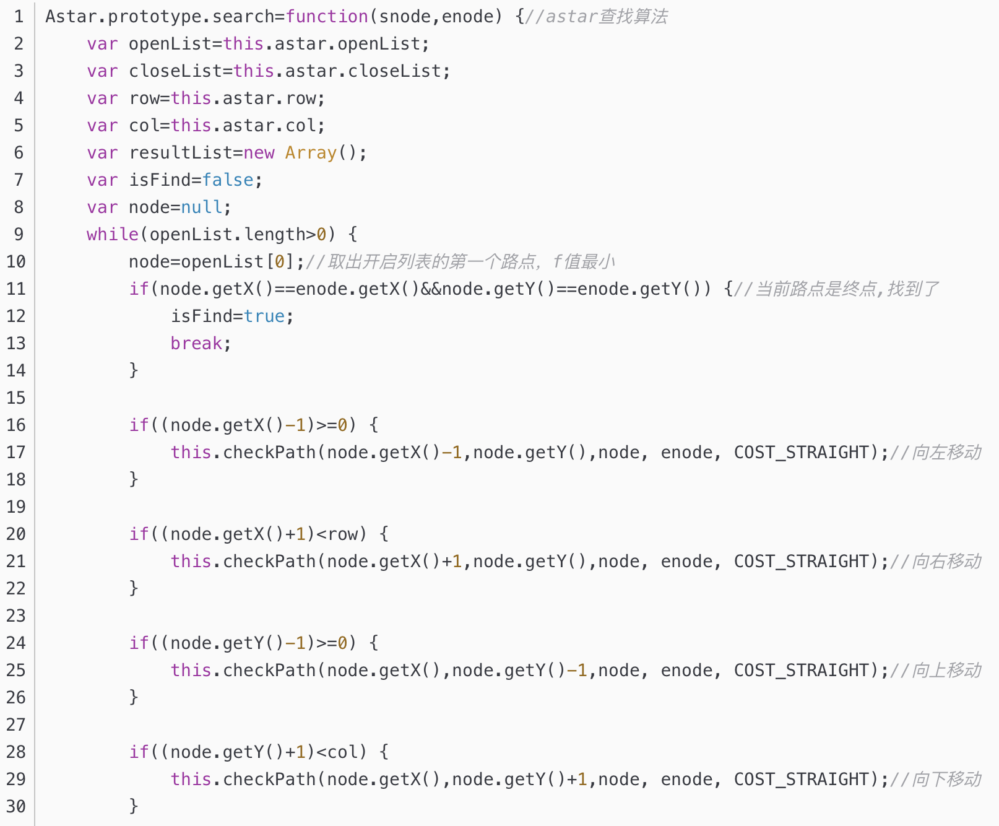 1 Astar.prototype.search=function(snode,enode) {//astar查找算法
2 var openList=this.astar.openList;
3 var closeList=this.astar.closeList;
4 var row=this.astar.row;
5 var col=this.astar.col;
6 var resultList=new Array();
7 var isFind=false;
8 var node=null;
9 while(openList.length>0) {
10 node=openList[0];//取出开启列表的第一个路点，f值最小
11 if(node.getX()==enode.getX()&&node.getY()==enode.getY()) {//当前路点是终点,找到了
12 isFind=true;
13 break;
14 }
15
16 if((node.getX()-1)>=0) {
17 this.checkPath(node.getX()-1,node.getY(),node, enode, COST_STRAIGHT);//向左移动
18 }
19
20 if((node.getX()+1)<row) {
21 this.checkPath(node.getX()+1,node.getY(),node, enode, COST_STRAIGHT);//向右移动
22 }
23
24 if((node.getY()-1)>=0) {
25 this.checkPath(node.getX(),node.getY()-1,node, enode, COST_STRAIGHT);//向上移动
26 }
27
28 if((node.getY()+1)<col) {
29 this.checkPath(node.getX(),node.getY()+1,node, enode, COST_STRAIGHT);//向下移动
30 }